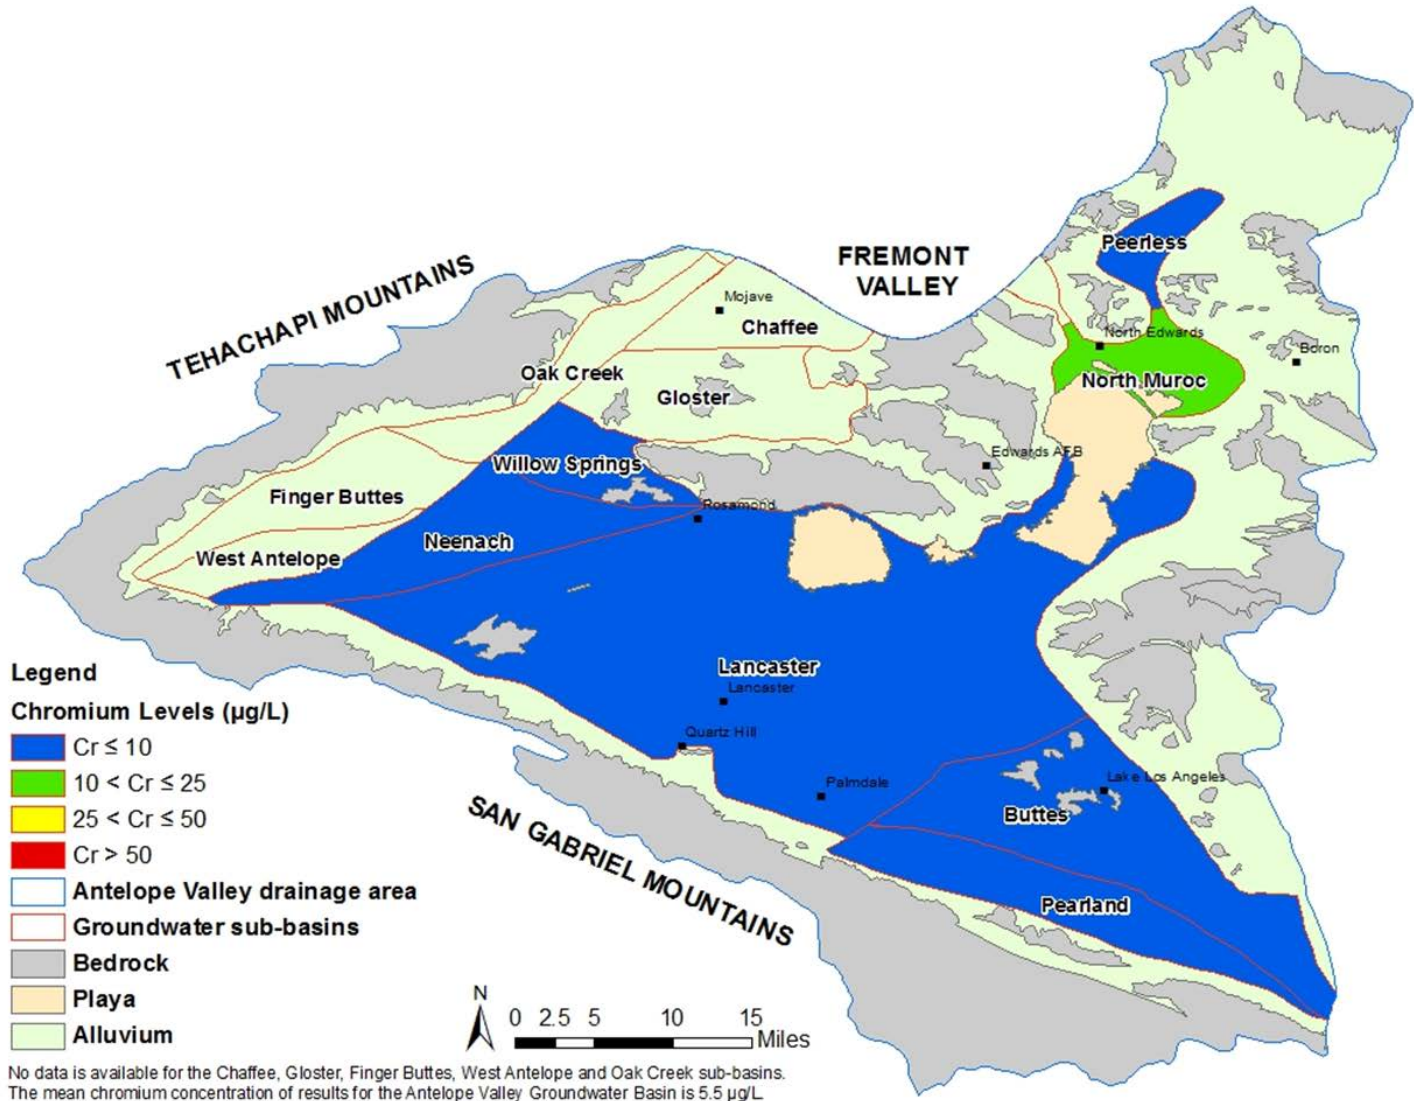 FREMONT
VALLEY
TEHACHAPI MOUNTAINS
Peerless
Mojave
Chaffee
North Edwards
Boron
Oak Creek
North Muroc
Gloster
Edwards AFB
Willow Springs
Finger Buttes
Rosamond
Neenach
West Antelope
Lancaster
Lancaster
Quartz Hill
Palmdale
Lake Los Angeles
Buttes
Pearland
SAN GABRIEL MOUNTAINS
Legend
Chromium Levels (µg/L)
Cr ≤ 10
10 < Cr ≤ 25
25 < Cr ≤ 50
Cr > 50
Antelope Valley drainage area
Groundwater sub-basins
Bedrock
Playa
Alluvium
N
0 2.5 5 10 15
Miles
No data is available for the Chaffee, Gloster, Finger Buttes, West Antelope and Oak Creek sub-basins.
The mean chromium concentration of results for the Antelope Valley Groundwater Basin is 5.5 µg/L.